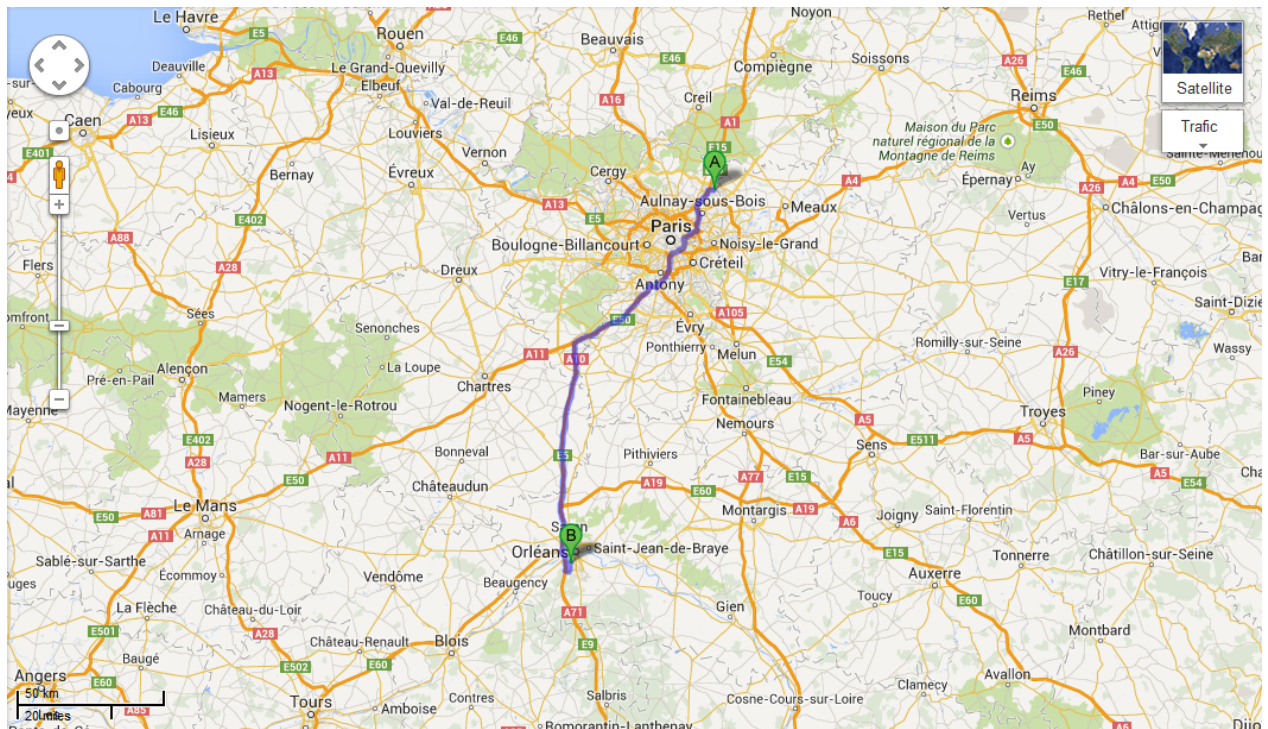 Le Havre
E5
Rouen
E46
Noyon
Rethel
Beauvais
Deauville
A13
Le Grand-Quevilly
Elbeuf
Compiègne
Soissons
A34
E46
Satellite
Cabourg
E46
A13
Caen
Lisieux
Val-de-Reuil
A16
Creil
A1
Reims
E50
Trafic
E401
Louviers
Vernon
E15
Maison du Parc
naturel régional de la
Montagne de Reims
Bernay
Évreux
Cergy
A
A4
Épernay
Ay
A26
A4
E50
E402
A13
E5
Aulnay-sous-Bois
Meaux
Vertus
Châlons-en-Champag
A88
Paris
Boulogne-Billancourt
Noisy-le-Grand
Flers
A28
Dreux
Créteil
Antony
E17
Vitry-le-François
Sées
E50
Évry
A105
Saint-Dizie
Senonches
Ponthierry
Melun
E54
Romilly-sur-Seine
A26
Wassy
A11
A10
Pré-en-Pail
Alençon
La Loupe
Chartres
Mamers
Nogent-le-Rotrou
Fontainebleau
Piney
Mayenne
Nemours
A5
Troyes
E402
A28
Bonneval
E5
Pithiviers
Sens
E511
A5
Bar-sur-Aube
A11
E50
Châteaudun
A19
E60
A77
E15
A5
E54
Le Mans
E50
A81
A11
Arnage
Montargis
A19
A6
Joigny
Saint-Florentin
B
Orléans
Saint-Jean-de-Braye
Sablé-sur-Sarthe
Écommoy
Vendôme
Beaugency
E15
Tonnerre
Châtillon-sur-Seine
Auxerre
La Flèche
Château-du-Loir
A71
Gien
Toucy
E60
E501
A28
Château-Renault
Blois
E9
Montbard
Baugé
E502
E60
Angers
E60
Avallon
50 km
Tours
Amboise
Contres
Salbris
Cosne-Cours-sur-Loire
Clamecy
20 miles
A85
Romorantin-Lanthenay
A6